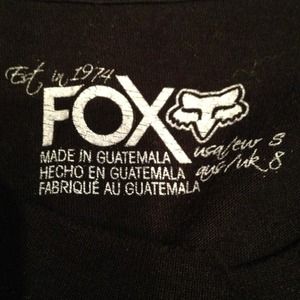 Est. in 1974
FOX
MADE IN GUATEMALA
HECHO EN GUATEMALA
FABRIQUÉ AU GUATEMALA
usa/eur S
aus/uk 8